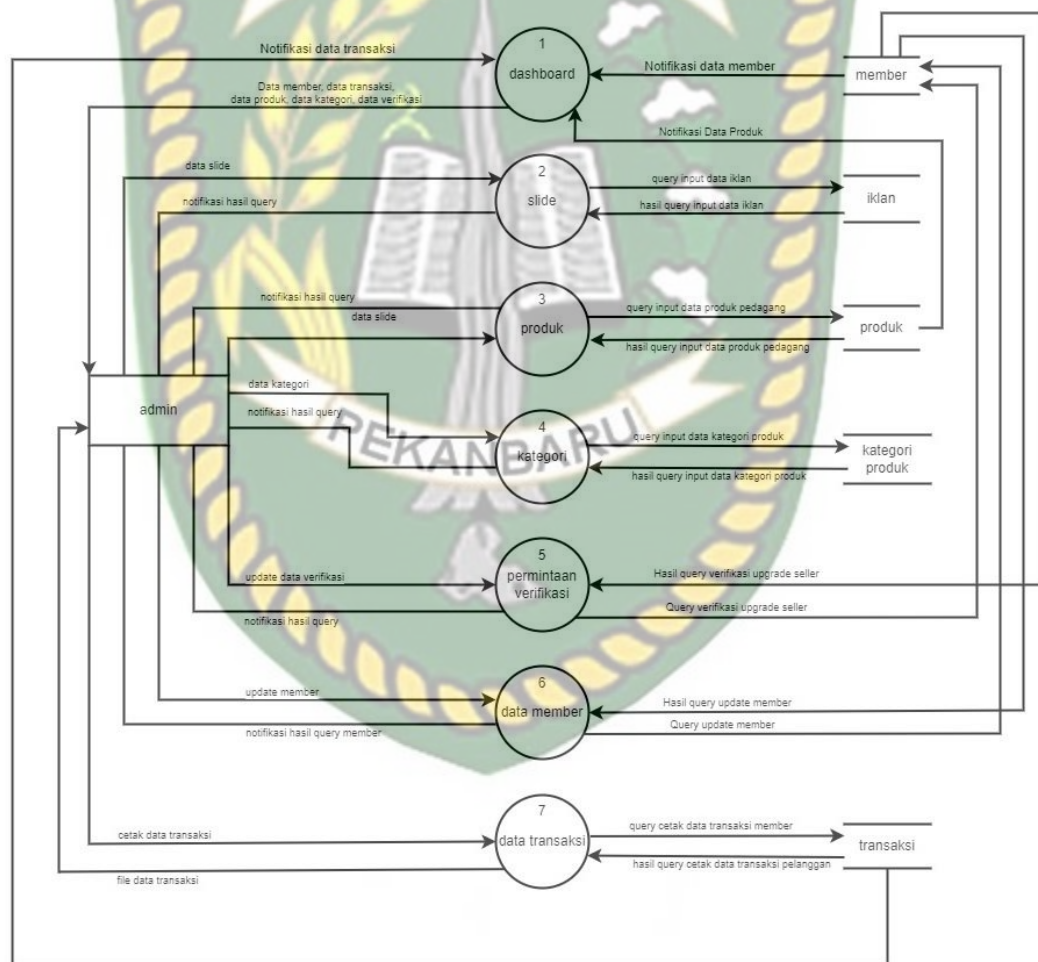 Notifikasi data transaksi
1
dashboard
Notifikasi data member
member
Data member, data transaksi,
data produk, data kategori, data verifikasi
Notifikasi Data Produk
data slide
2
slide
query input data iklan
iklan
notifikasi hasil query
hasil query input data iklan
notifikasi hasil query
3
produk
query input data produk pedagang
produk
data slide
hasil query input data produk pedagang
admin
data kategori
notifikasi hasil query
PEKANBARU
4
kategori
query input data kategori produk
kategori
produk
hasil query input data kategori produk
5
permintaan
verifikasi
update data verifikasi
Hasil query verifikasi upgrade seller
notifikasi hasil query
Query verifikasi upgrade seller
6
data member
update member
Hasil query update member
notifikasi hasil query member
Query update member
7
data transaksi
cetak data transaksi
query cetak data transaksi member
transaksi
hasil query cetak data transaksi pelanggan
file data transaksi